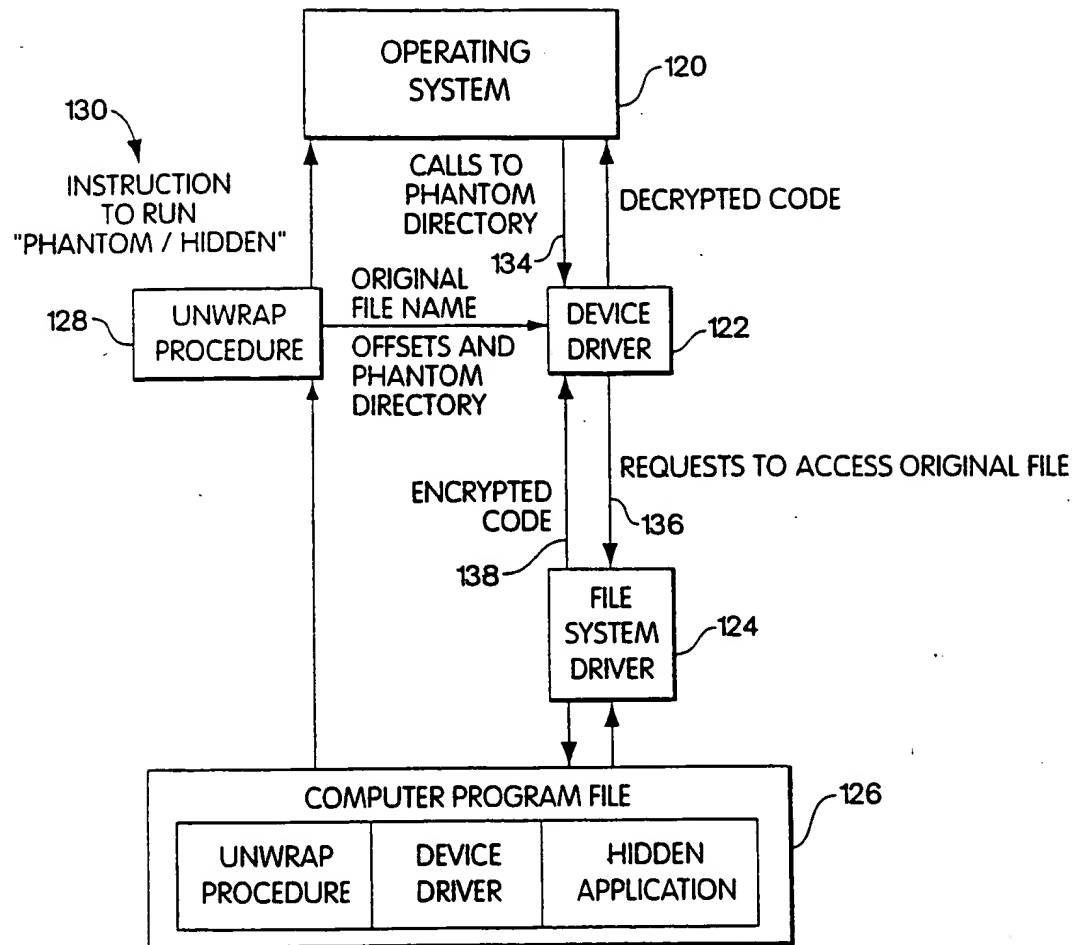 OPERATING
SYSTEM
120
130
INSTRUCTION
TO RUN
"PHANTOM / HIDDEN"
CALLS TO
PHANTOM
DIRECTORY
134
DECRYPTED CODE
128
UNWRAP
PROCEDURE
ORIGINAL
FILE NAME
OFFSETS AND
PHANTOM
DIRECTORY
DEVICE
DRIVER
122
REQUESTS TO ACCESS ORIGINAL FILE
136
ENCRYPTED
CODE
138
FILE
SYSTEM
DRIVER
124
COMPUTER PROGRAM FILE
126
UNWRAP
PROCEDURE
DEVICE
DRIVER
HIDDEN
APPLICATION